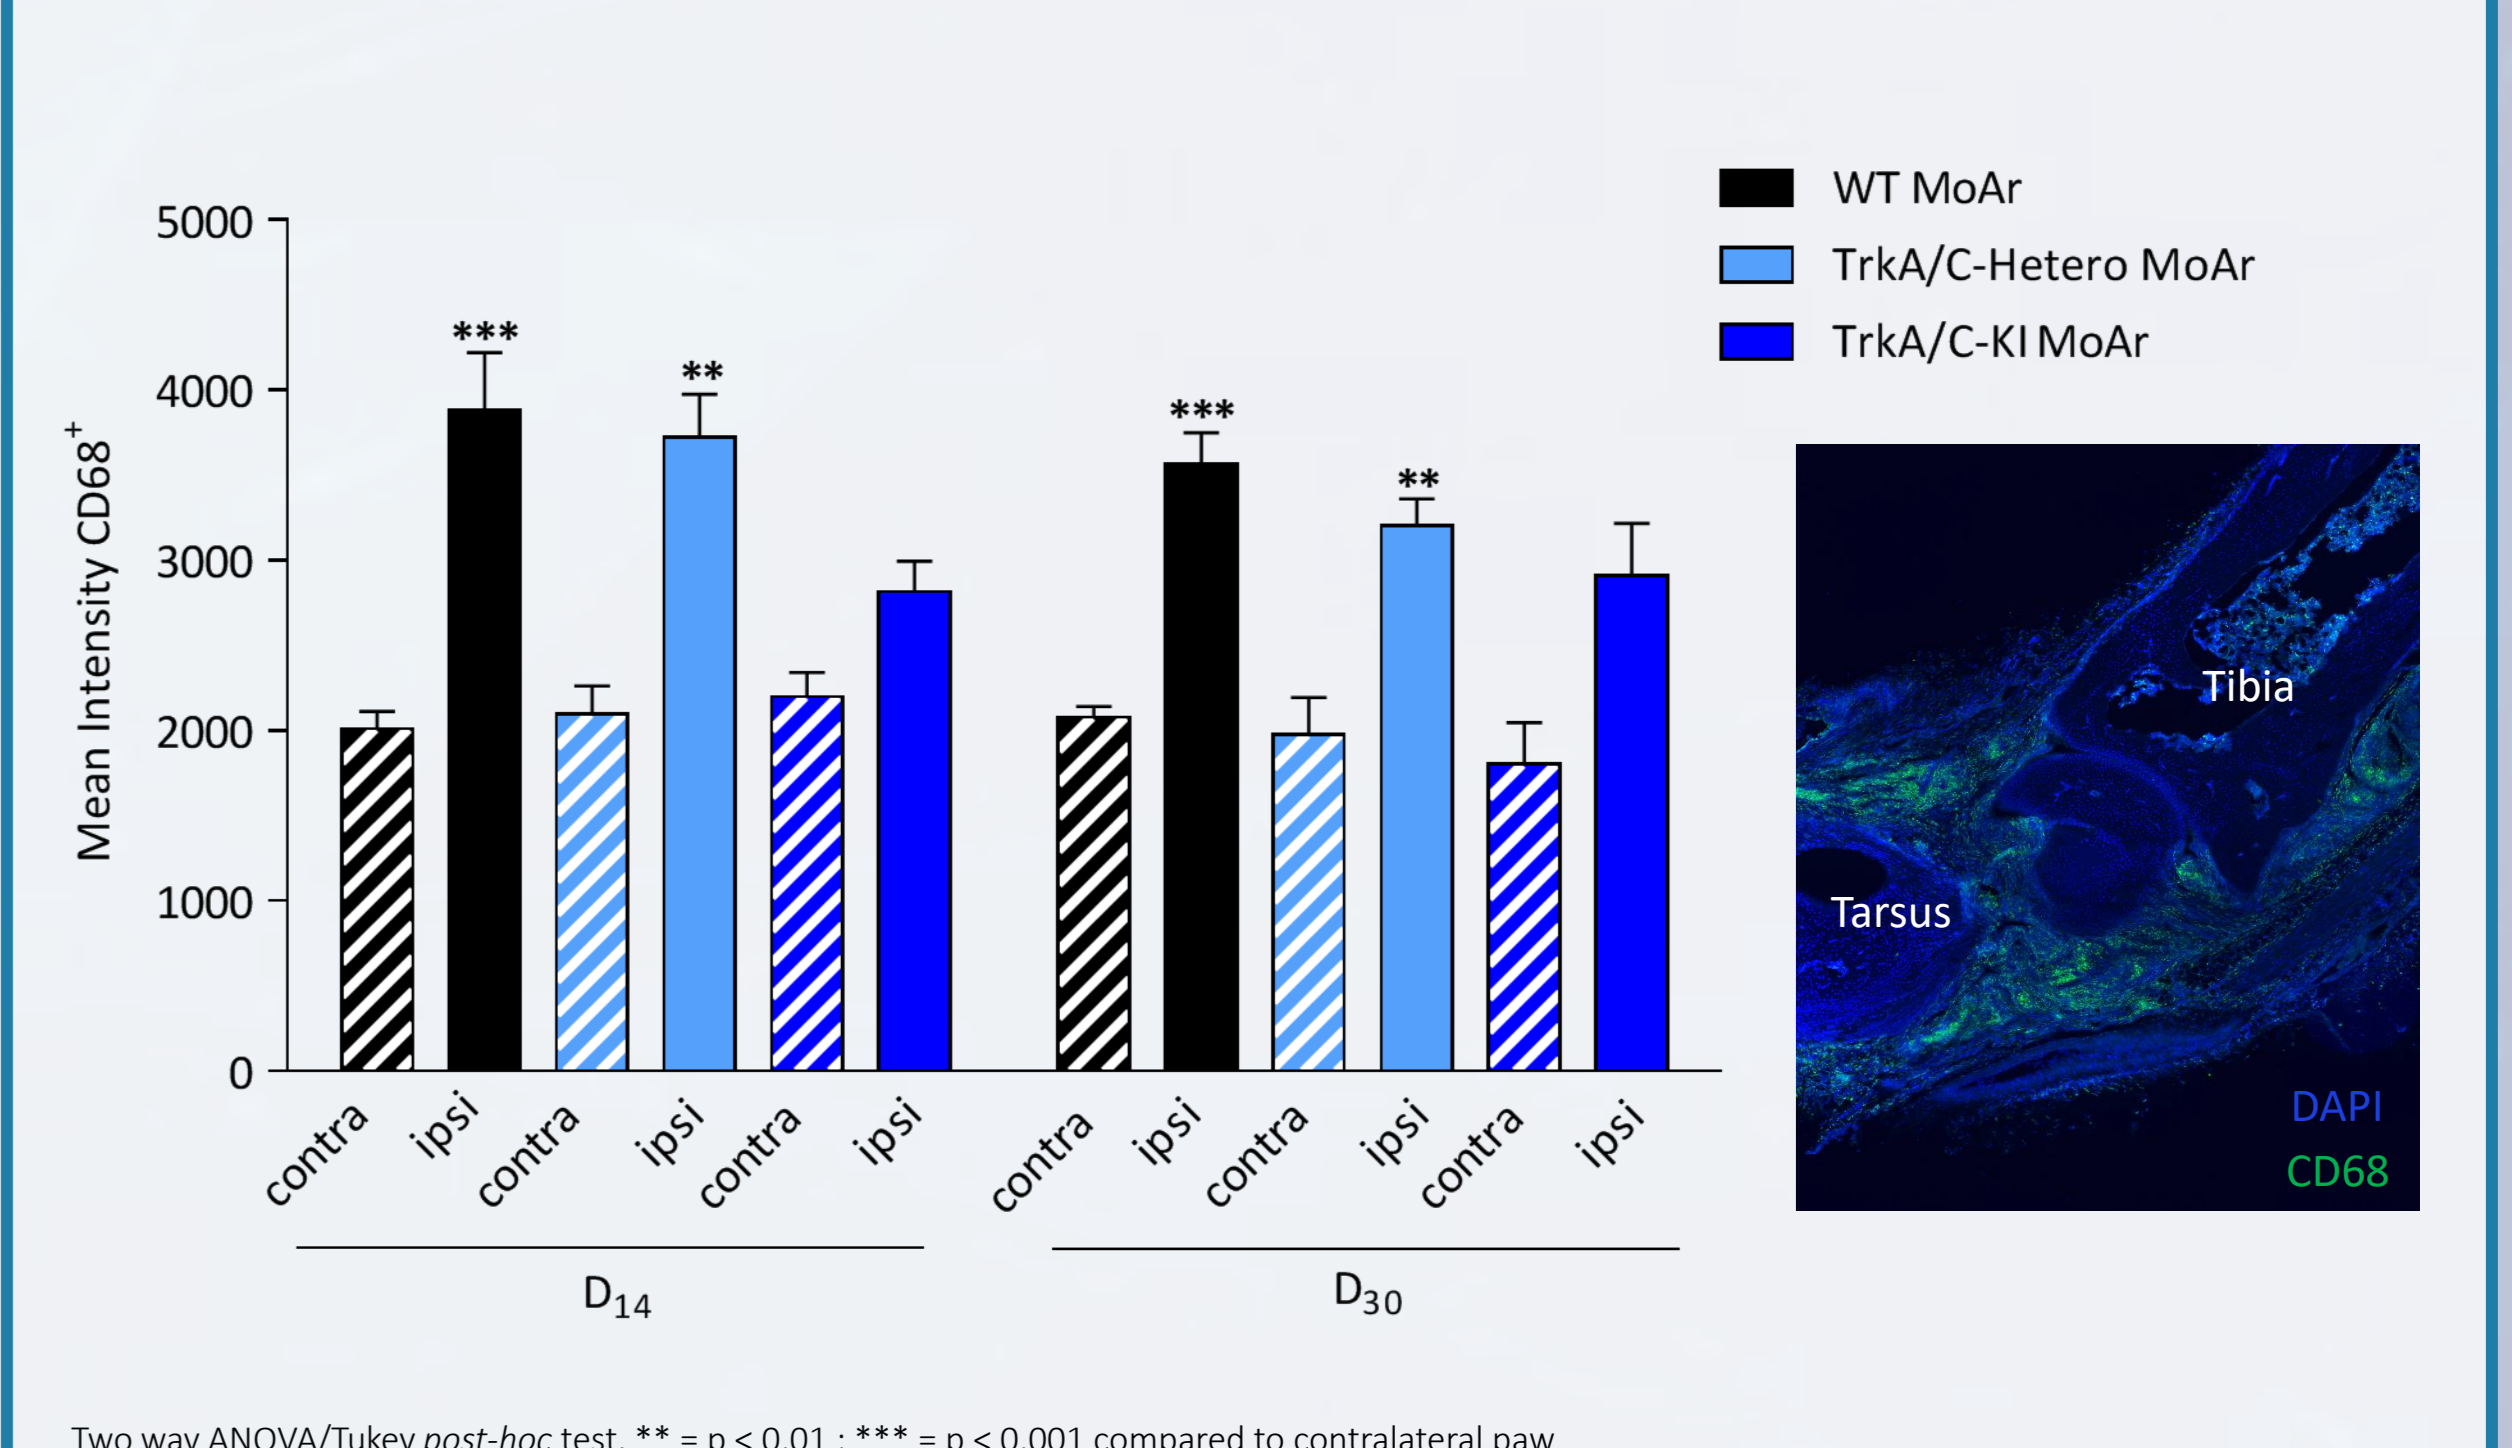 WT MoAr
TrkA/C-Hetero MoAr
TrkA/C-KI MoAr
Mean Intensity CD68+
5000
4000
3000
2000
1000
0
***
**
***
**
contra
ipsi
contra
ipsi
contra
ipsi
contra
ipsi
contra
ipsi
contra
ipsi
D14
D30
Tibia
Tarsus
DAPI
CD68
Two way ANOVA/Tukey post-hoc test. ** = p < 0.01 ; *** = p < 0.001 compared to contralateral paw